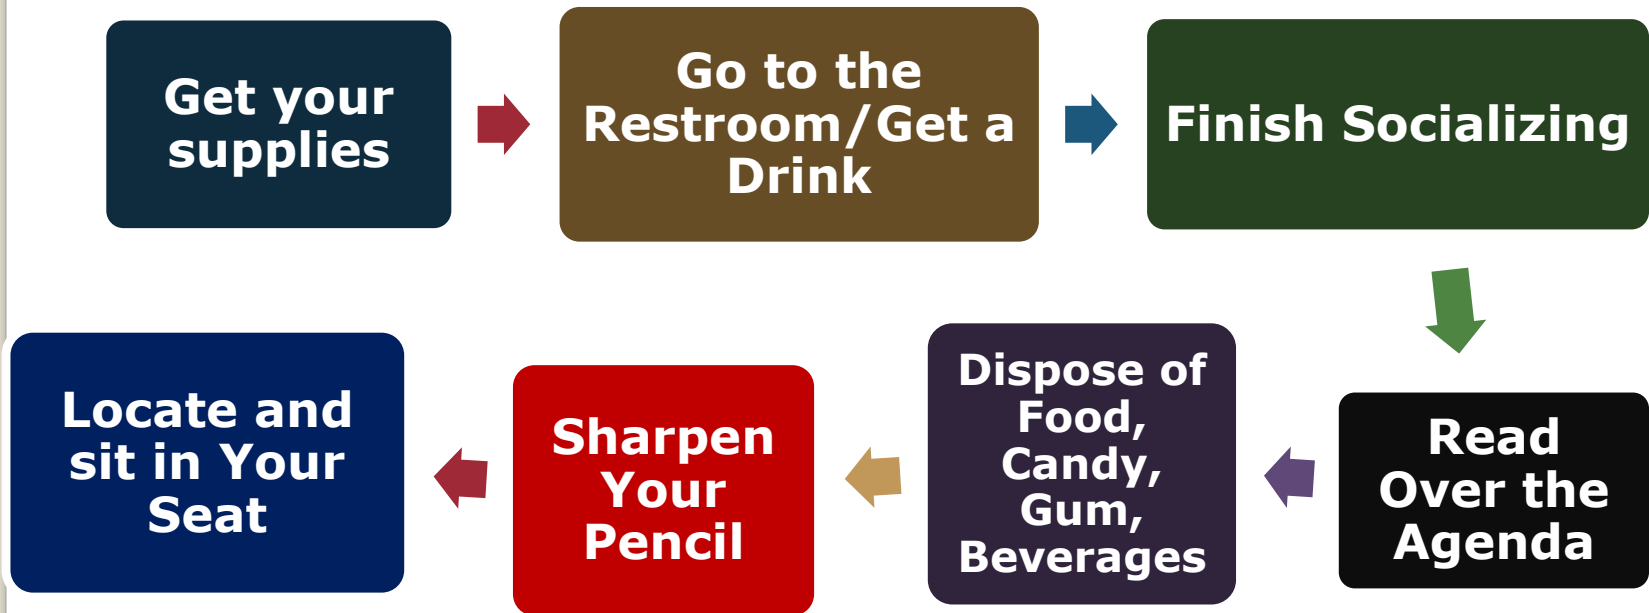 Get your
supplies
Go to the
Restroom/Get a
Drink
Finish Socializing
Read
Over the
Agenda
Dispose of
Food,
Candy,
Gum,
Beverages
Sharpen
Your
Pencil
Locate and
sit in Your
Seat